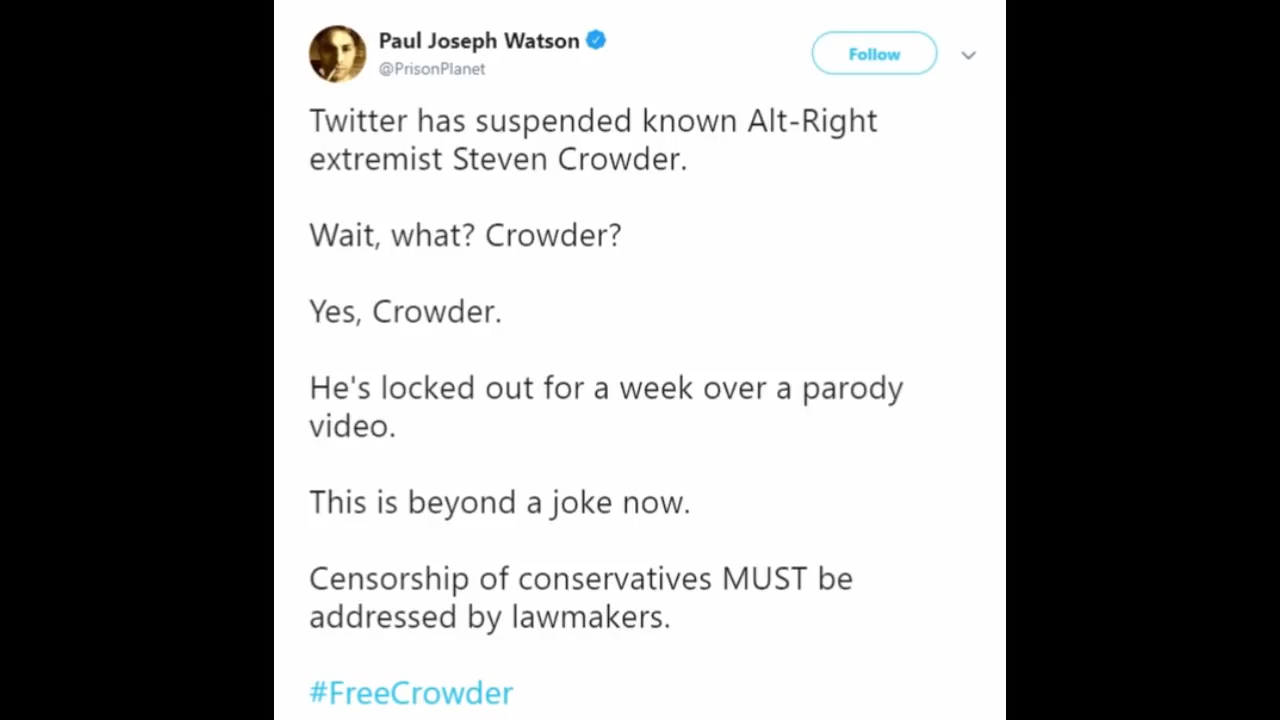 Paul Joseph Watson
@PrisonPlanet
Follow
Twitter has suspended known Alt-Right
extremist Steven Crowder.
Wait, what? Crowder?
Yes, Crowder.
He's locked out for a week over a parody
video.
This is beyond a joke now.
Censorship of conservatives MUST be
addressed by lawmakers.
#FreeCrowder